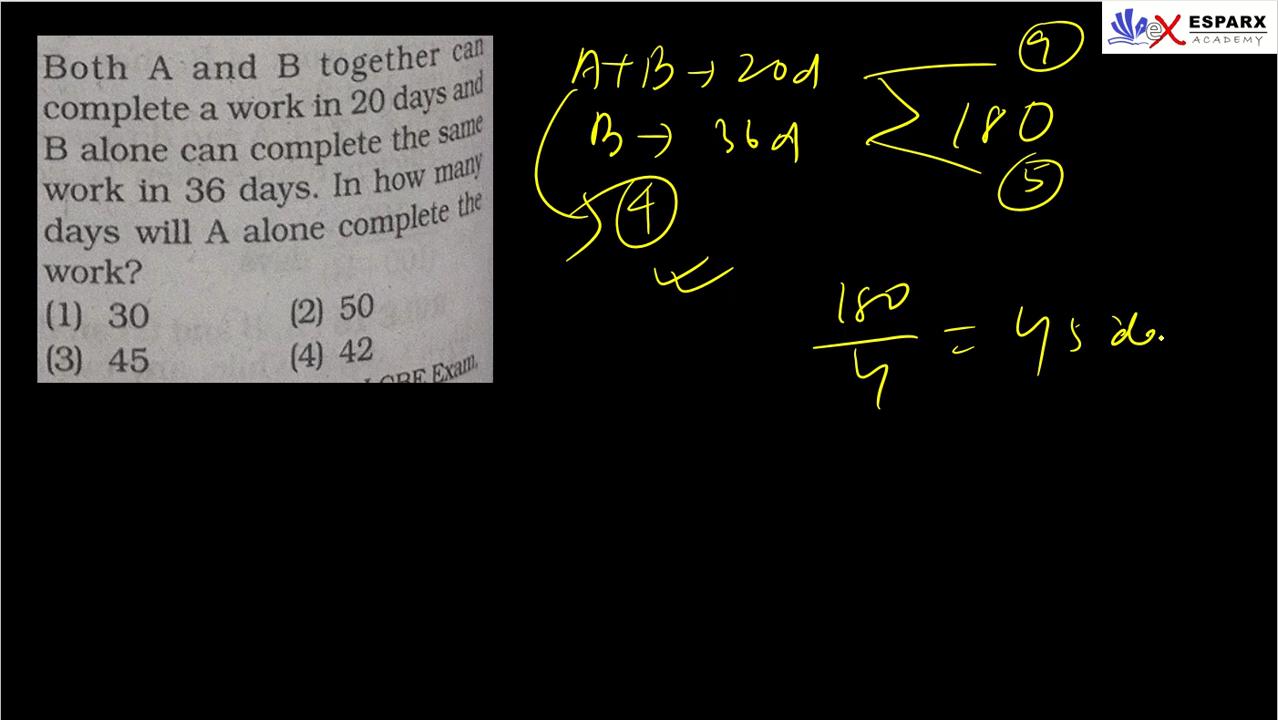 ESPARX
ACADEMY
Both A and B together can
complete a work in 20 days and
B alone can complete the same
work in 36 days. In how many
days will A alone complete the
work?
(1) 30 (2) 50
(3) 45 (4) 42
Exam.
A+B→20d
B→ 36d
9
180
5
4
180
4
= 45 da.